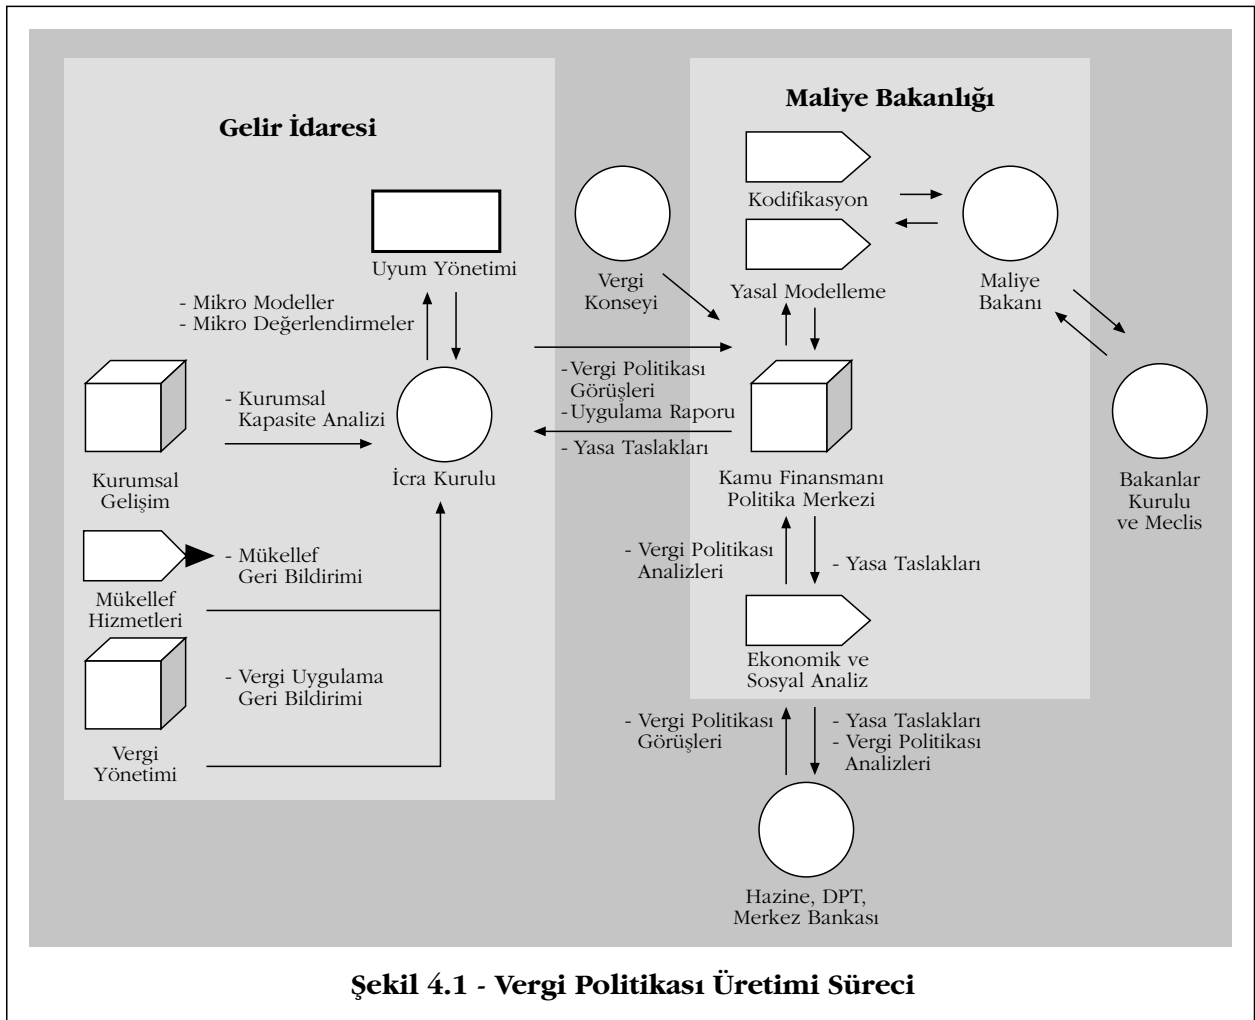 Gelir İdaresi
Uyum Yönetimi
- Mikro Modeller
- Mikro Değerlendirmeler
- Kurumsal
Kapasite Analizi
Kurumsal
Gelişim
İcra Kurulu
- Mükellef
Geri Bildirimi
Mükellef
Hizmetleri
- Vergi Uygulama
Geri Bildirimi
Vergi
Yönetimi
Vergi
Konseyi
- Vergi Politikası
Görüşleri
- Uygulama Raporu
- Yasa Taslakları
Maliye Bakanlığı
Kodifikasyon
Yasal Modelleme
Maliye
Bakanı
Kamu Finansmanı
Politika Merkezi
Bakanlar
Kurulu
ve Meclis
- Vergi Politikası
Analizleri
- Yasa Taslakları
Ekonomik ve
Sosyal Analiz
- Vergi Politikası
Görüşleri
- Yasa Taslakları
- Vergi Politikası
Analizleri
Hazine, DPT,
Merkez Bankası
Şekil 4.1 - Vergi Politikası Üretimi Süreci